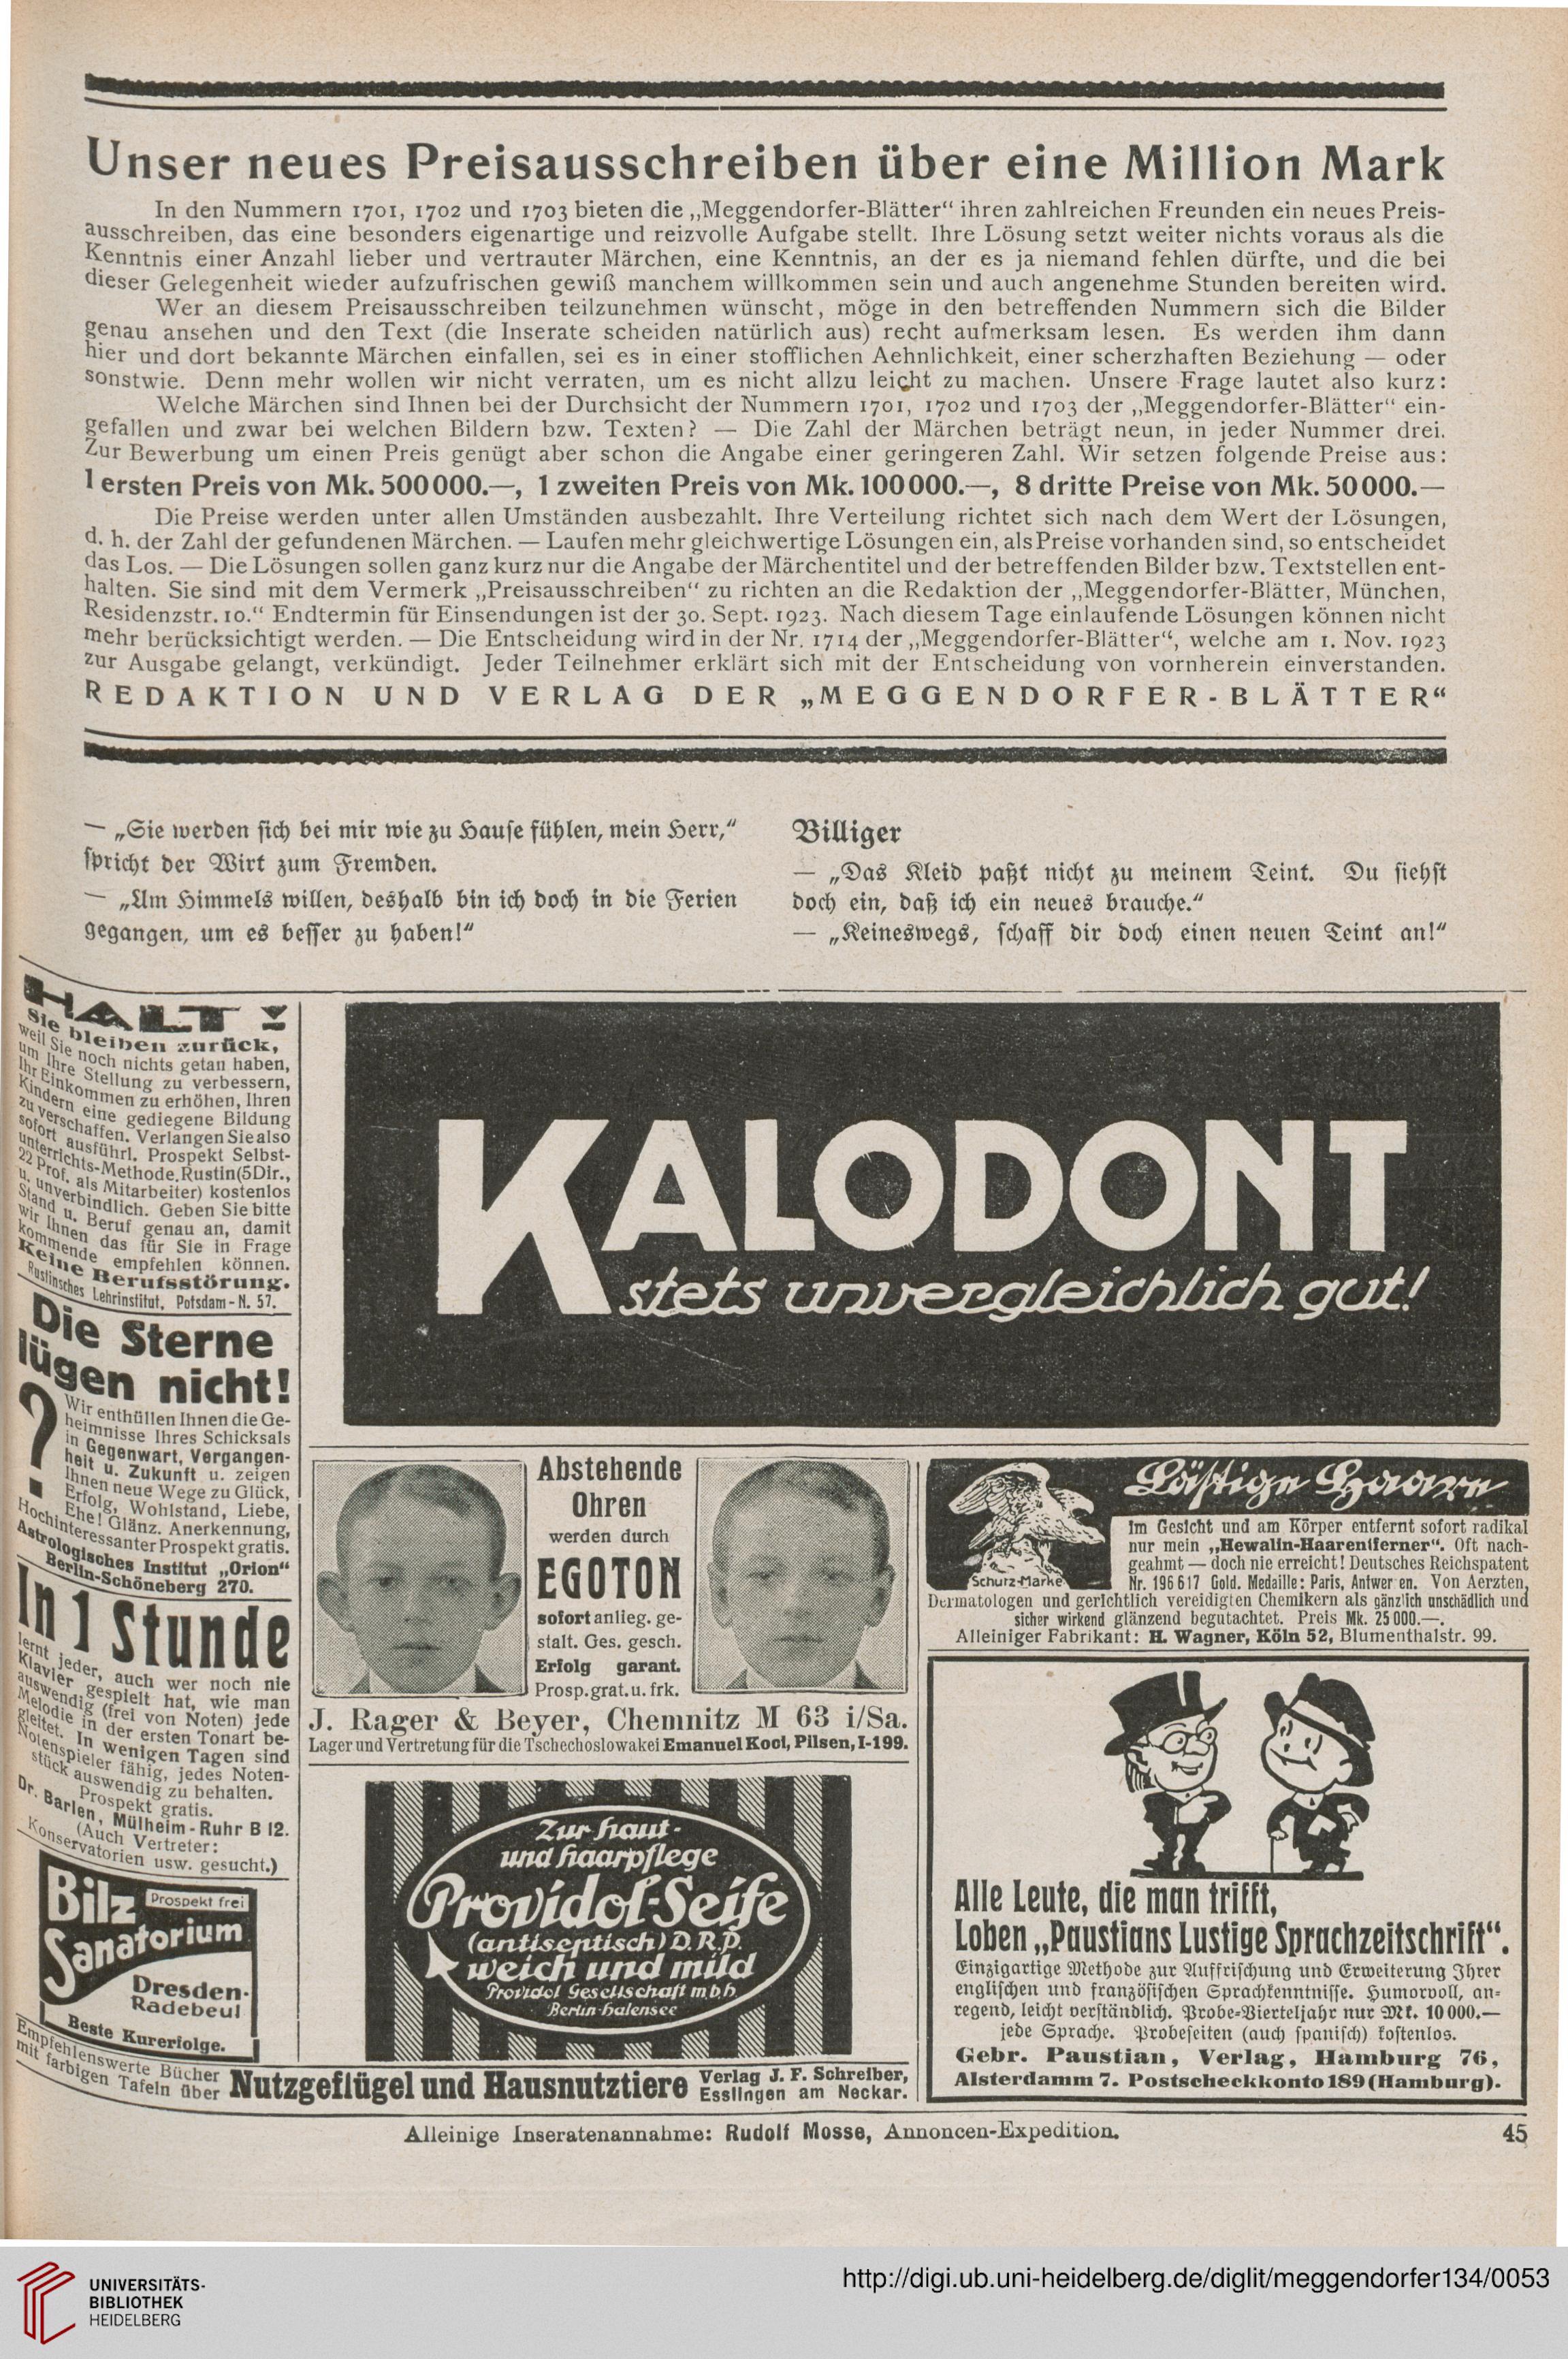 Unser neues Preisausschreiben über eine Million Mark
In den Nummern 1701, 1702 und 1703 bieten die „Meggendorfer-Blätter“ ihren zahlreichen Freunden ein neues Preis-
ausschreiben, das eine besonders eigenartige und reizvolle Aufgabe stellt. Ihre Lösung setzt weiter nichts voraus als die
Kenntnis einer Anzahl lieber und vertrauter Märchen, eine Kenntnis, an der es ja niemand fehlen dürfte, und die bei
dieser Gelegenheit wieder aufzufrischen gewiß manchem willkommen sein und auch angenehme Stunden bereiten wird.
Wer an diesem Preisausschreiben teilzunehmen wünscht, möge in den betreffenden Nummern sich die Bilder
genau ansehen und den Text (die Inserate scheiden natürlich aus) recht aufmerksam lesen. Es werden ihm dann
hier und dort bekannte Märchen einfallen, sei es in einer stofflichen Aehnlichkeit, einer scherzhaften Beziehung — oder
sonstwie. Denn mehr wollen wir nicht verraten, um es nicht allzu leicht zu machen. Unsere Frage lautet also kurz:
Welche Märchen sind Ihnen bei der Durchsicht der Nummern 1701, 1702 und 1703 der „Meggendorfer-Blätter“ ein-
gefallen und zwar bei welchen Bildern bzw. Texten? — Die Zahl der Märchen beträgt neun, in jeder Nummer drei.
Zur Bewerbung um einen Preis genügt aber schon die Angabe einer geringeren Zahl. Wir setzen folgende Preise aus:
1 ersten Preis von Mk. 500000.—, 1 zweiten Preis von Mk. 100000.—, 8 dritte Preise von Mk. 50000.—
Die Preise werden unter allen Umständen ausbezahlt. Ihre Verteilung richtet sich nach dem Wert der Lösungen,
d. h. der Zahl der gefundenen Märchen. — Laufen mehr gleichwertige Lösungen ein, als Preise vorhanden sind, so entscheidet
das Los. — Die Lösungen sollen ganz kurz nur die Angabe der Märchentitel und der betreffenden Bilder bzw. Textstellen ent-
halten. Sie sind mit dem Vermerk „Preisausschreiben“ zu richten an die Redaktion der „Meggendorfer-Blätter, München,
Residenzstr. 10.“ Endtermin für Einsendungen ist der 30. Sept. 1923. Nach diesem Tage einlaufende Lösungen können nicht
mehr berücksichtigt werden. — Die Entscheidung wird in der Nr. 1714 der „Meggendorfer-Blätter“, welche am 1. Nov. 1923
zur Ausgabe gelangt, verkündigt. Jeder Teilnehmer erklärt sich mit der Entscheidung von vornherein einverstanden.
REDAKTION UND VERLAG DER „MEGGENDORFER-BLÄTTER“
— „Sie werden sich bei mir wie zu Hause fühlen, mein Herr,“
spricht der Wirt zum Fremden.
— „Um Himmels willen, deshalb bin ich doch in die Ferien
gegangen, um es besser zu haben!“
Billiger
— „Das Kleid paßt nicht zu meinem Teint. Du siehst
doch ein, daß ich ein neues brauche.“
— „Keineswegs, schaff dir doch einen neuen Teint an!“
HALT!
Sie bleiben zurück,
weil Sie noch nichts getan haben,
um Ihre Stellung zu verbessern,
Ihr Einkommen zu erhöhen, Ihren
Kindern eine gediegene Bildung
zu verschaffen. Verlangen Sie also
sofort ausführl. Prospekt Selbst-
unterrichts-Methode. Rustin (5 Dir.,
22 Prof. als Mitarbeiter) kostenlos
u. unverbindlich. Geben Sie bitte
Stand u. Beruf genau an, damit
wir Ihnen das für Sie in Frage
kommende empfehlen können.
Keine Berufsstörung.
Rustinsches Lehrinstitut, Potsdam-N. 57.
Die Sterne
lügen nicht!
?
Wir enthüllen Ihnen die Ge-
heimnisse Ihres Schicksals
in Gegenwart, Vergangen-
heit u. Zukunft u. zeigen
Ihnen neue Wege zu Glück,
Erfolg, Wohlstand, Liebe,
Ehe! Glänz. Anerkennung,
Hochinteressanter Prospekt gratis.
Astrologisches Institut „Orion“
Berlin-Schöneberg 270.
In 1 Stunde
lernt jeder, auch wer noch nie
Klavier gespielt hat, wie man
auswendig (frei von Noten) jede
Melodie in der ersten Tonart be-
gleitet. In wenigen Tagen sind
Notenspieler fähig, jedes Noten-
stück auswendig zu behalten.
Prospekt gratis.
Dr. Barlen, Mülheim-Ruhr B 12.
(Auch Vertreter:
Konservatorien usw. gesucht.)
Bilz
Prospekt frei
Sanatorium
Dresden-
Radebeul
Beste Kurerfolge.
KALODONT
stets unvergleichlich gut!
Abstehende
Ohren
werden durch
EGOTON
sofort anlieg. ge-
stalt. Ges. gesch.
Erfolg garant.
Prosp. grat. u. frk.
J. Rager & Beyer, Chemnitz M 63 i/Sa.
Lager und Vertretung für die Tschechoslowakei Emanuel Kocl, Pilsen, I-199.
Zur Haut-
und Haarpflege
Providol-Seife
(antiseptisch) D.R.P.
weich und mild
Providol Gesellschaft m.b.h.
Berlin-Halensee
Schutz-Marke
Lästige Haare
im Gesicht und am Körper entfernt sofort radikal
nur mein „Hewalin-Haarentferner“. Oft nach-
geahmt — doch nie erreicht! Deutsches Reichspatent
Nr. 196617 Gold. Medaille: Paris, Antwer en. Von Aerzten,
Dermatologen und gerichtlich vereidigten Chemikern als gänzlich unschädlich und
sicher wirkend glänzend begutachtet. Preis Mk. 25 000.—.
Alleiniger Fabrikant: H. Wagner, Köln 52, Blumenthalstr. 99.
Alle Leute, die man trifft,
Loben „Paustians Lustige Sprachzeitschrift“.
Einzigartige Methode zur Auffrischung und Erweiterung Ihrer
englischen und französischen Sprachkenntnisse. Humorvoll, an-
regend, leicht verständlich. Probe-Vierteljahr nur Mk. 10 000.—
jede Sprache. Probeseiten (auch spanisch) kostenlos.
Gebr. Paustian, Verlag, Hamburg 76,
Alsterdamm 7. Postscheckkonto 189 (Hamburg).
Empfehlenswerte Bücher
mit farbigen Tafeln über
Nutzgeflügel und Hausnutztiere
Verlag J. F. Schreiber,
Esslingen am Neckar.
Alleinige Inseratenannahme: Rudolf Mosse, Annoncen-Expedition.
45
UNIVERSITÄTS-
BIBLIOTHEK
HEIDELBERG
http://digi.ub.uni-heidelberg.de/diglit/meggendorfer134/0053